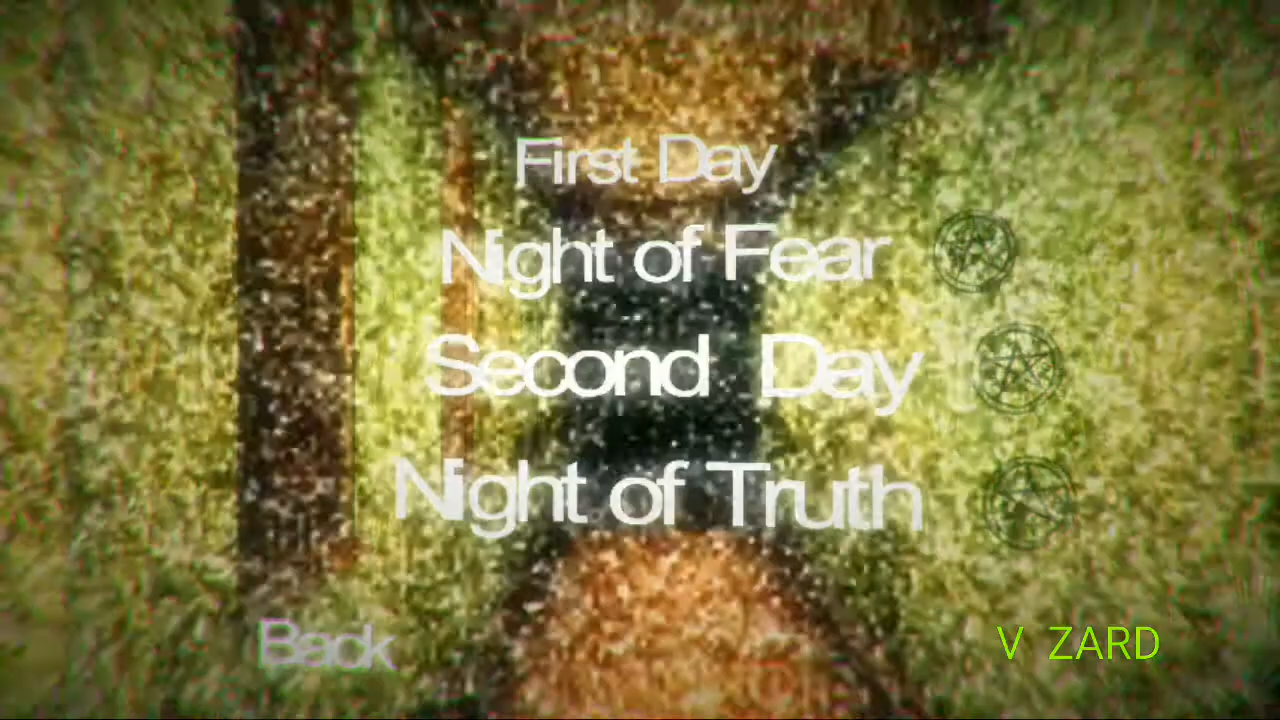 First Day
Night of Fear
Second Day
Night of Truth
Back
V ZARD